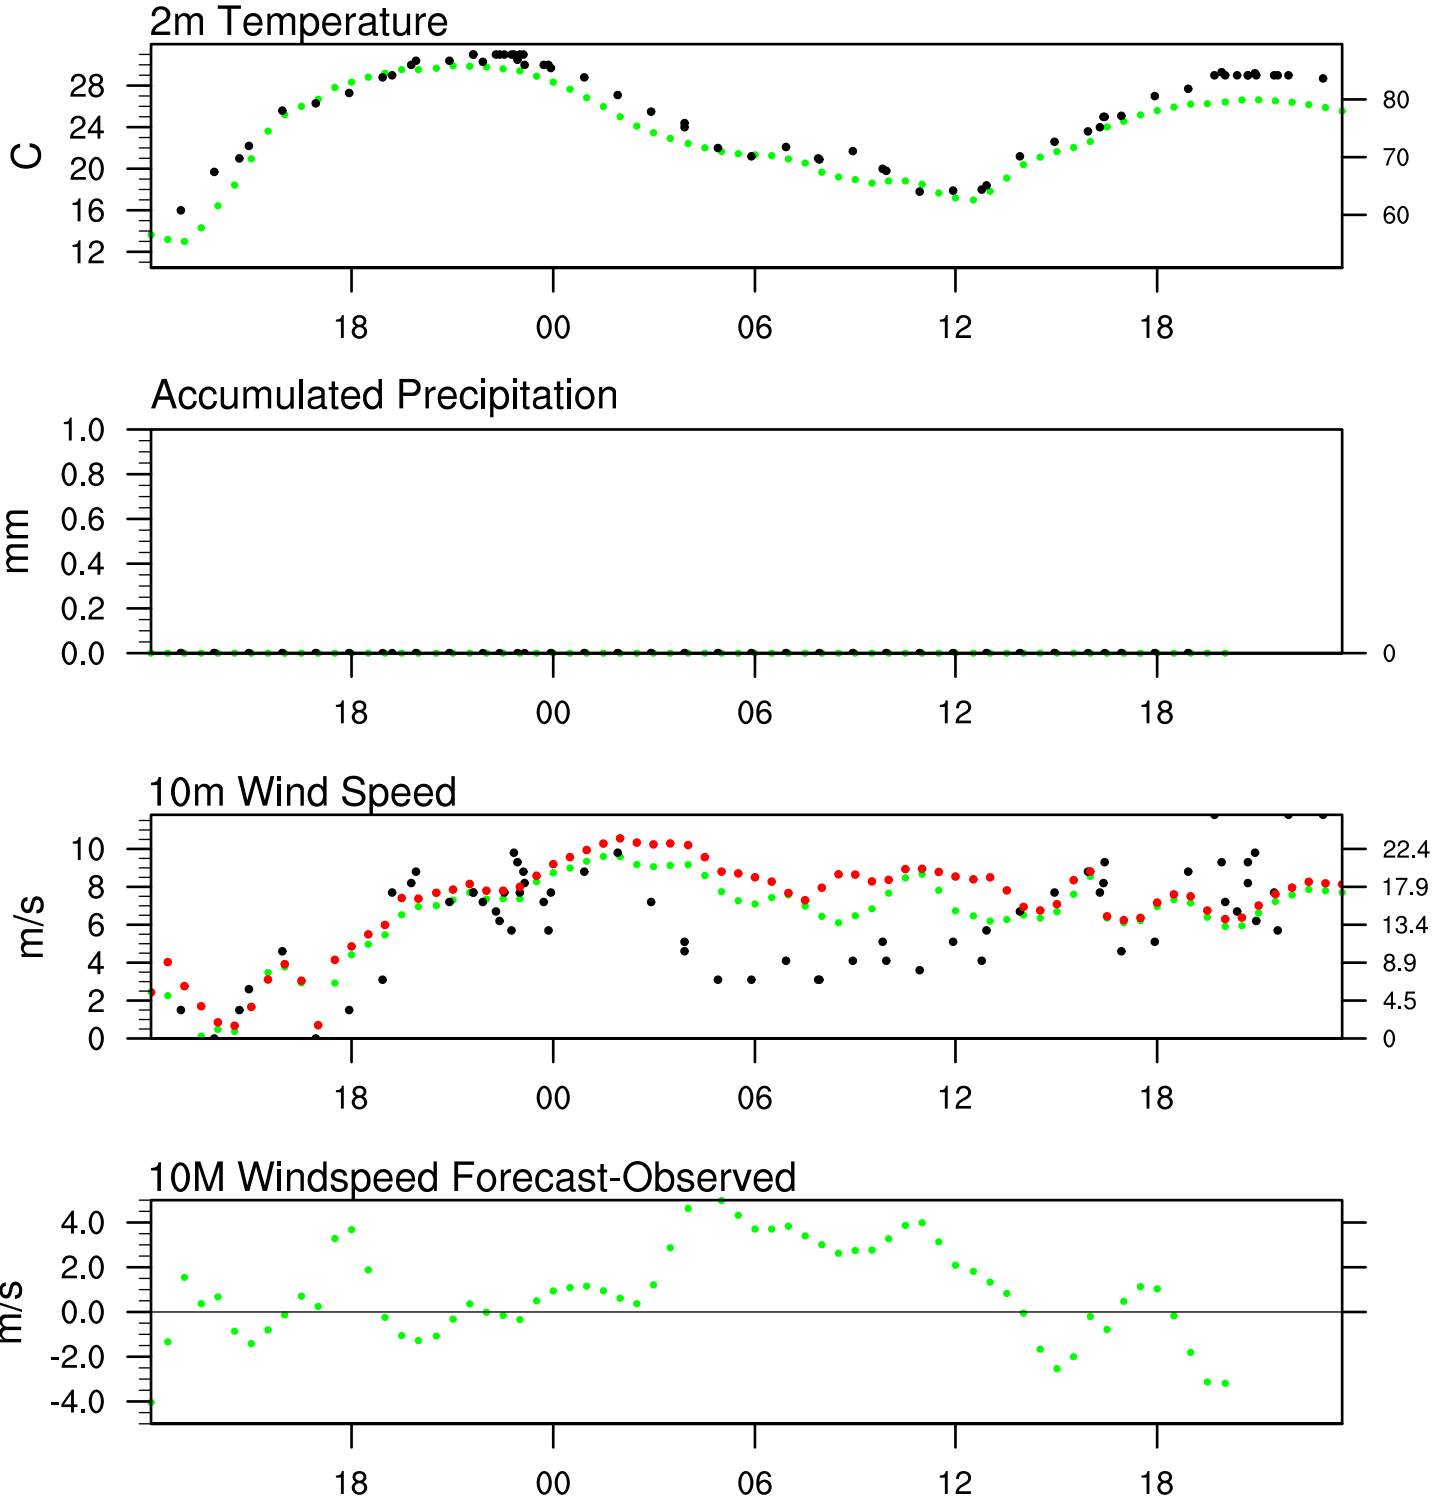 2m Temperature
28
24
20
16
12
C
80
70
60
18 00 06 12 18
Accumulated Precipitation
1.0
0.8
0.6
0.4
0.2
0.0
mm
0
18 00 06 12 18
10m Wind Speed
10
8
6
4
2
0
m/s
22.4
17.9
13.4
8.9
4.5
0
18 00 06 12 18
10M Windspeed Forecast-Observed
4.0
2.0
0.0
-2.0
-4.0
m/s
18 00 06 12 18